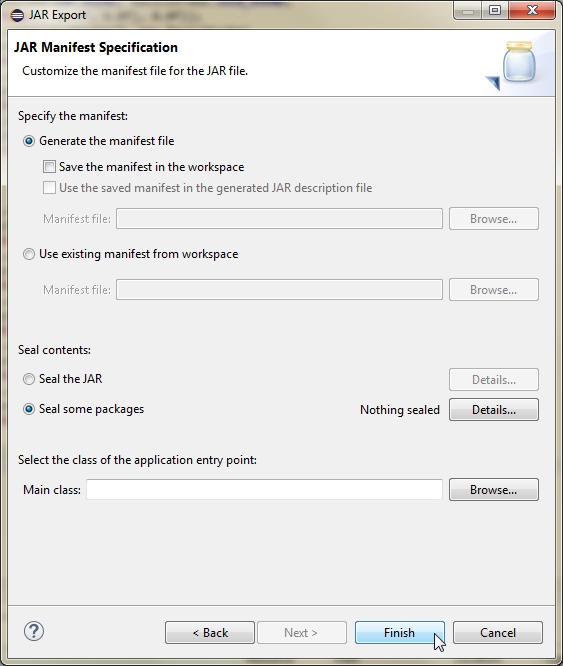 JAR Export
JAR Manifest Specification
Customize the manifest file for the JAR file.
Specify the manifest:
Generate the manifest file
Save the manifest in the workspace
Use the saved manifest in the generated JAR description file
Manifest file: Browse...
Use existing manifest from workspace
Manifest file: Browse...
Seal contents:
Seal the JAR Details...
Seal some packages Nothing sealed Details...
Select the class of the application entry point:
Main class: Browse...
? < Back Next > Finish Cancel